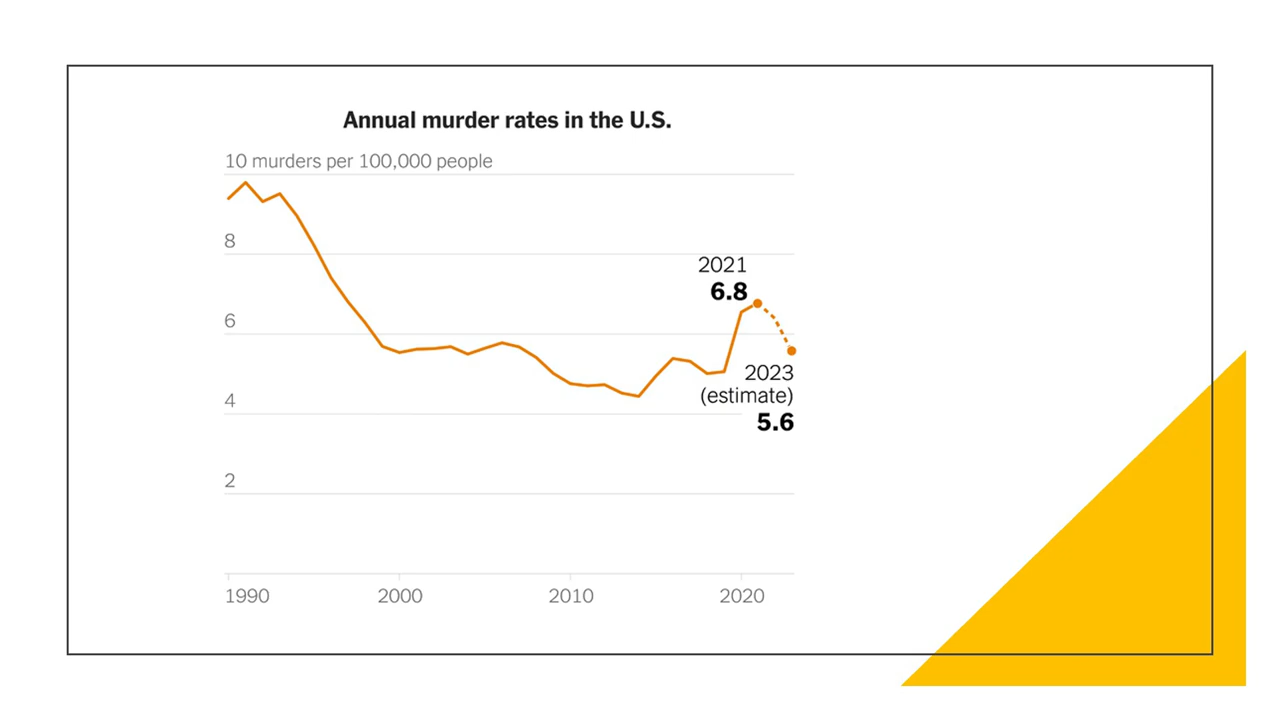 Annual murder rates in the U.S.
10 murders per 100,000 people
8
2021
6.8
6
2023
(estimate)
4
5.6
2
1990 2000 2010 2020